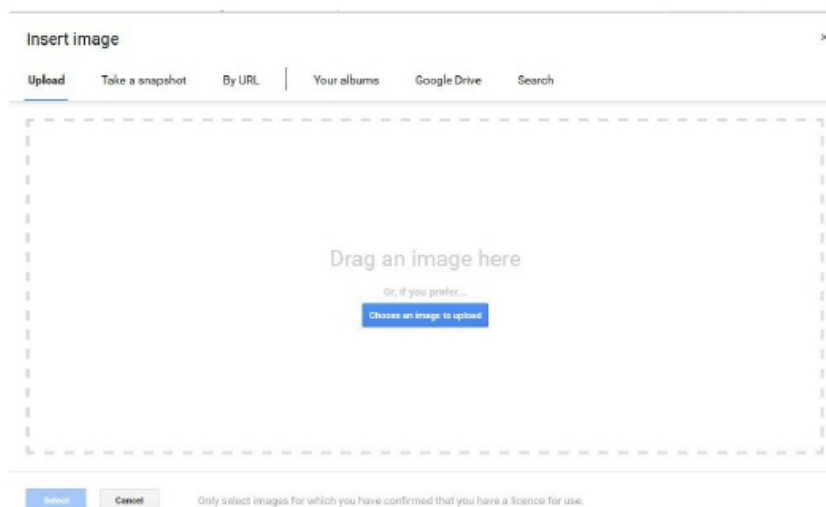 Insert image
Upload Take a snapshot By URL Your albums Google Drive Search
Drag an image here
Or, if you prefer...
Choose an image to upload
Select Cancel Only select images for which you have confirmed that you have a licence for use.